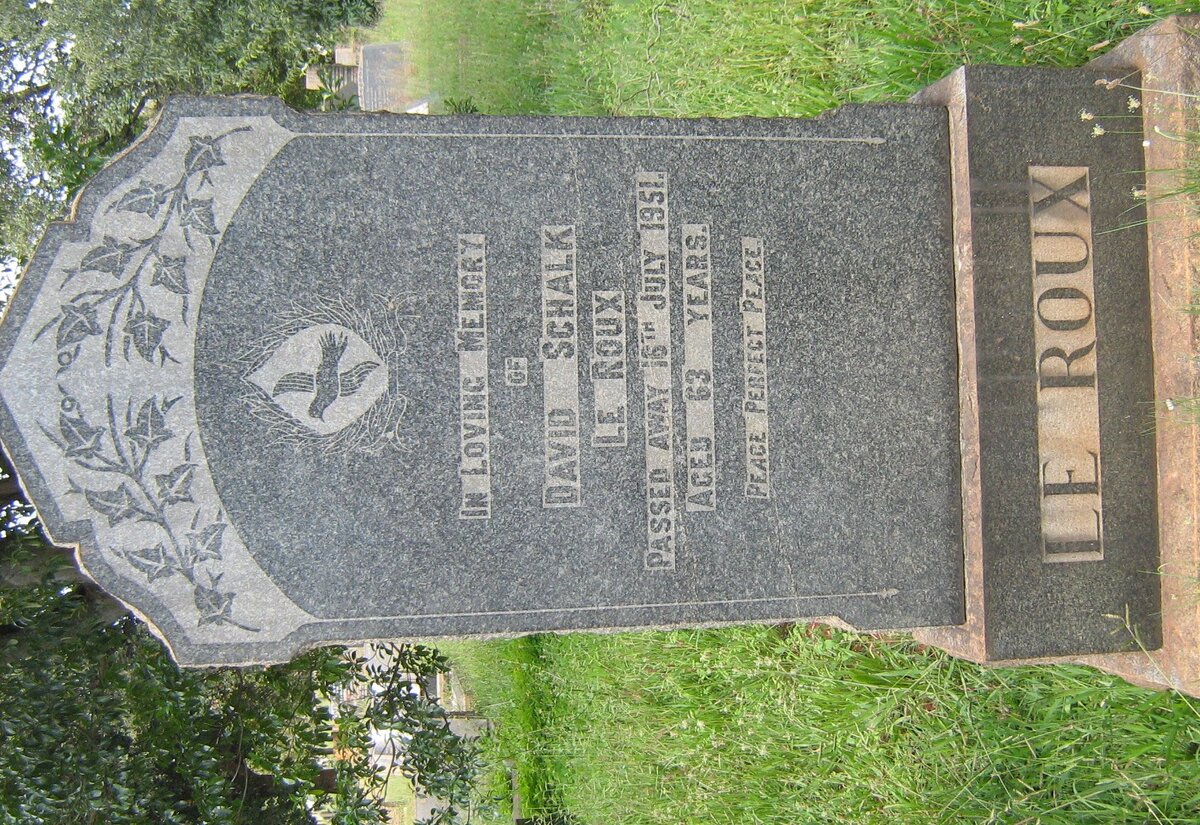 IN LOVING MEMORY
OF
DAVID SCHALK
LE ROUX
PASSED AWAY 16TH JULY 1951.
AGED 63 YEARS.
PEACE PERFECT PEACE
LE ROUX